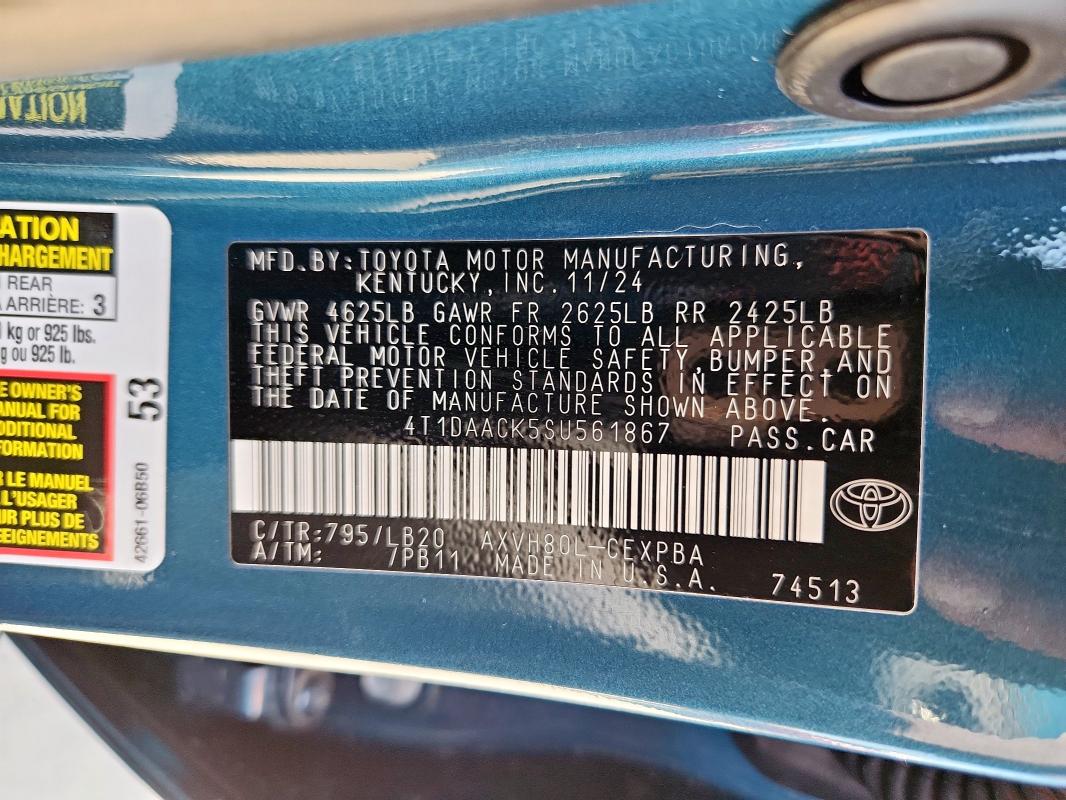 ATION
HARGEMENT
REAR
ARRIÈRE: 3
kg or 925 lbs.
g ou 925 lb.
E OWNER'S
ANUAL FOR
DDITIONAL
FORMATION
R LE MANUEL
L'USAGER
UR PLUS DE
SEIGNEMENTS
53
42661-06B50
MFD.BY:TOYOTA MOTOR MANUFACTURING,
KENTUCKY,INC.11/24
GVWR 4625LB GAWR FR 2625LB RR 2425LB
THIS VEHICLE CONFORMS TO ALL APPLICABLE
FEDERAL MOTOR VEHICLE SAFETY,BUMPER,AND
THEFT PREVENTION STANDARDS IN EFFECT ON
THE DATE OF MANUFACTURE SHOWN ABOVE.
4T1DAACK5SU561867 PASS.CAR
C/TR:795/LB20 AXVH80L-CEXPBA
A/TM: 7PB11 MADE IN U.S.A. 74513